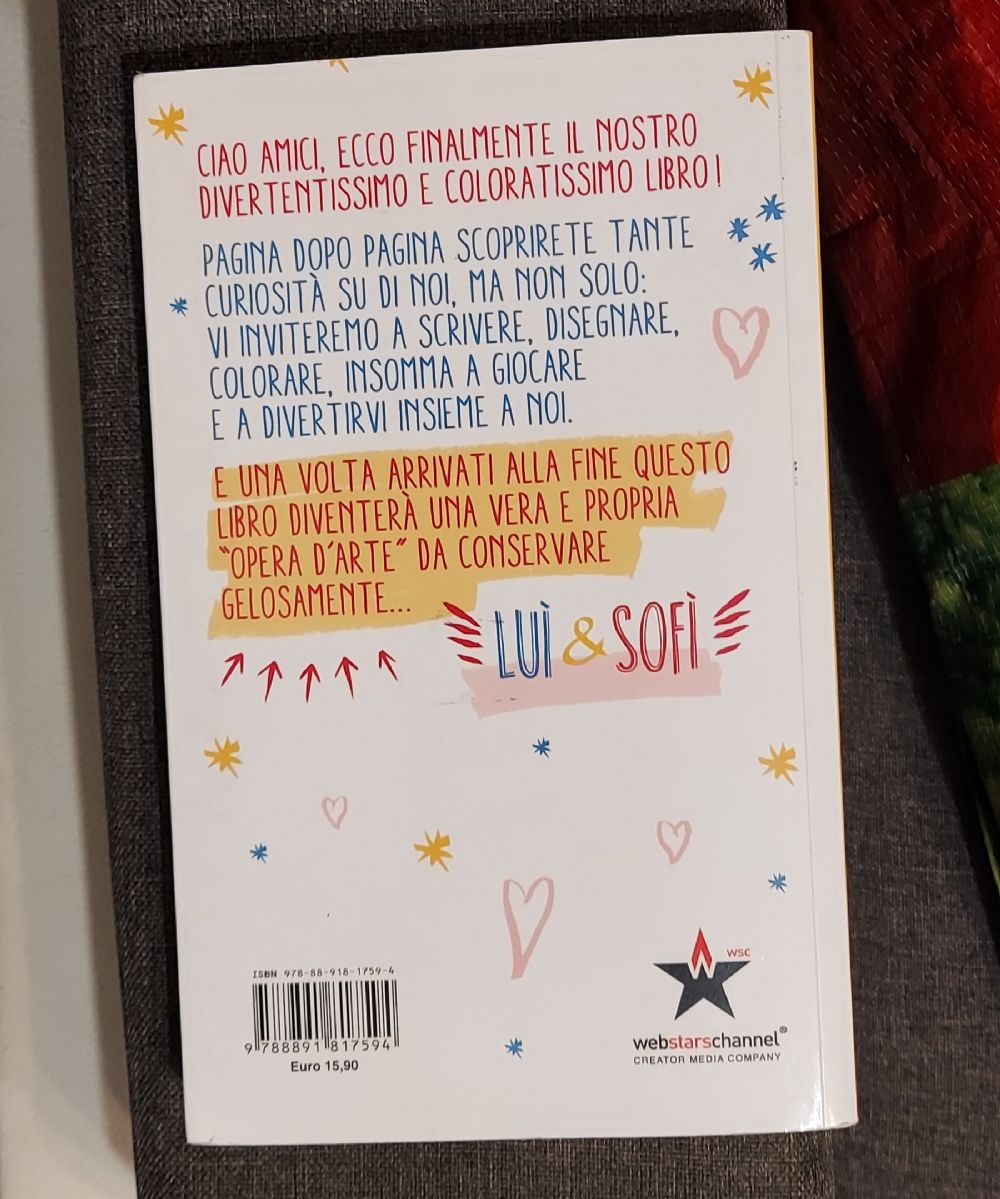 CIAO AMICI, ECCO FINALMENTE IL NOSTRO
DIVERTENTISSIMO E COLORATISSIMO LIBRO!
PAGINA DOPO PAGINA SCOPRIRETE TANTE
CURIOSITÀ SU DI NOI, MA NON SOLO:
VI INVITEREMO A SCRIVERE, DISEGNARE,
COLORARE, INSOMMA A GIOCARE
E A DIVERTIRVI INSIEME A NOI.
E UNA VOLTA ARRIVATI ALLA FINE QUESTO
LIBRO DIVENTERÀ UNA VERA E PROPRIA
“OPERA D'ARTE” DA CONSERVARE
GELOSAMENTE...
LUÌ & SOFÌ
ISBN 978-88-918-1759-4
9 788891 817594
Euro 15,90
WSC
webstarschannel®
CREATOR MEDIA COMPANY